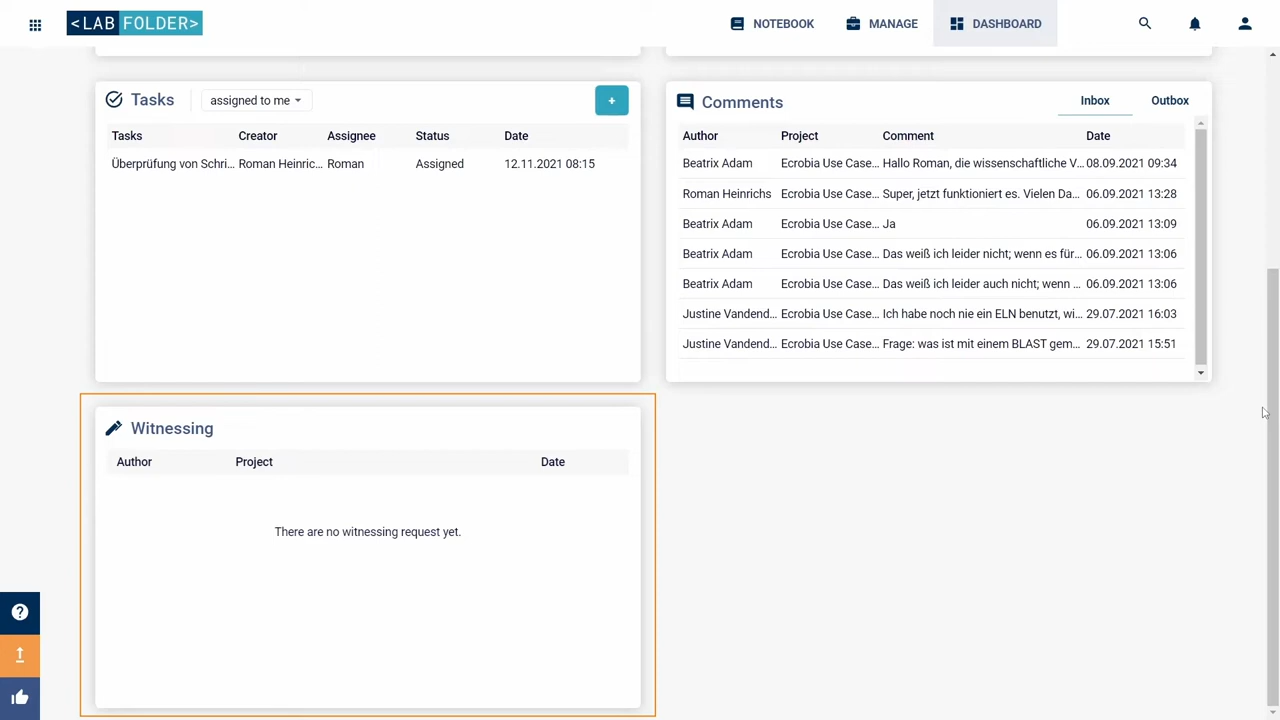 <LABFOLDER>
NOTEBOOK
MANAGE
DASHBOARD
Tasks
assigned to me
+
Tasks Creator Assignee Status Date
Überprüfung von Schri... Roman Heinric... Roman Assigned 12.11.2021 08:15
Comments
Inbox
Outbox
Author Project Comment Date
Beatrix Adam Ecrobia Use Case... Hallo Roman, die wissenschaftliche V... 08.09.2021 09:34
Roman Heinrichs Ecrobia Use Case... Super, jetzt funktioniert es. Vielen Da... 06.09.2021 13:28
Beatrix Adam Ecrobia Use Case... Ja 06.09.2021 13:09
Beatrix Adam Ecrobia Use Case... Das weiß ich leider nicht; wenn es für... 06.09.2021 13:06
Beatrix Adam Ecrobia Use Case... Das weiß ich leider auch nicht; wenn ... 06.09.2021 13:06
Justine Vandend... Ecrobia Use Case... Ich habe noch nie ein ELN benutzt, wi... 29.07.2021 16:03
Justine Vandend... Ecrobia Use Case... Frage: was ist mit einem BLAST gem... 29.07.2021 15:51
Witnessing
Author Project Date
There are no witnessing request yet.